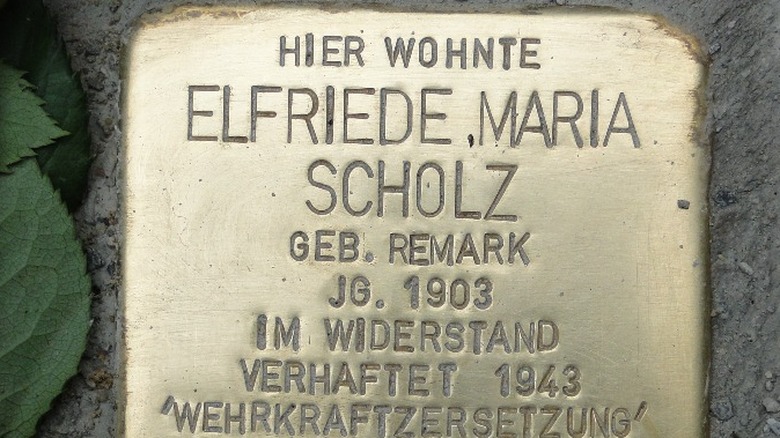 HIER WOHNTE
ELFRIEDE MARIA
SCHOLZ
GEB. REMARK
JG. 1903
IM WIDERSTAND
VERHAFTET 1943
'WEHRKRAFTZERSETZUNG'